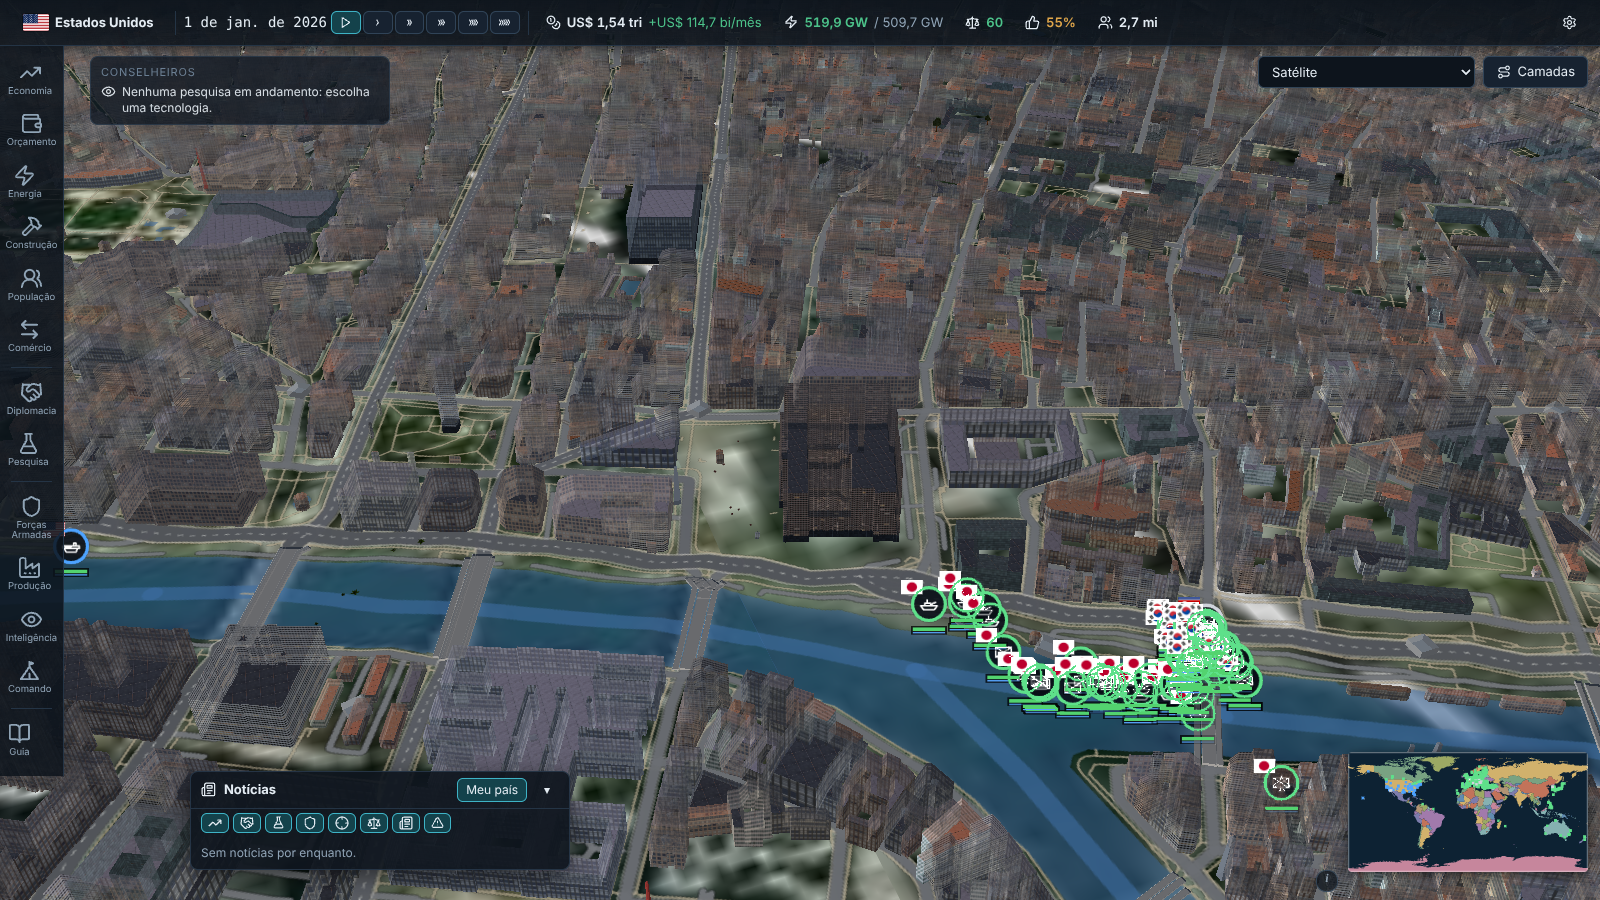 Estados Unidos
1 de jan. de 2026
US$ 1,54 tri +US$ 114,7 bi/mês
519,9 GW / 509,7 GW
60
55%
2,7 mi
CONSELHEIROS
Nenhuma pesquisa em andamento: escolha
uma tecnologia.
Satélite
Camadas
Economia
Orçamento
Energia
Construção
População
Comércio
Diplomacia
Pesquisa
Forças
Armadas
Produção
Inteligência
Comando
Guia
Notícias
Meu país
Sem notícias por enquanto.
i